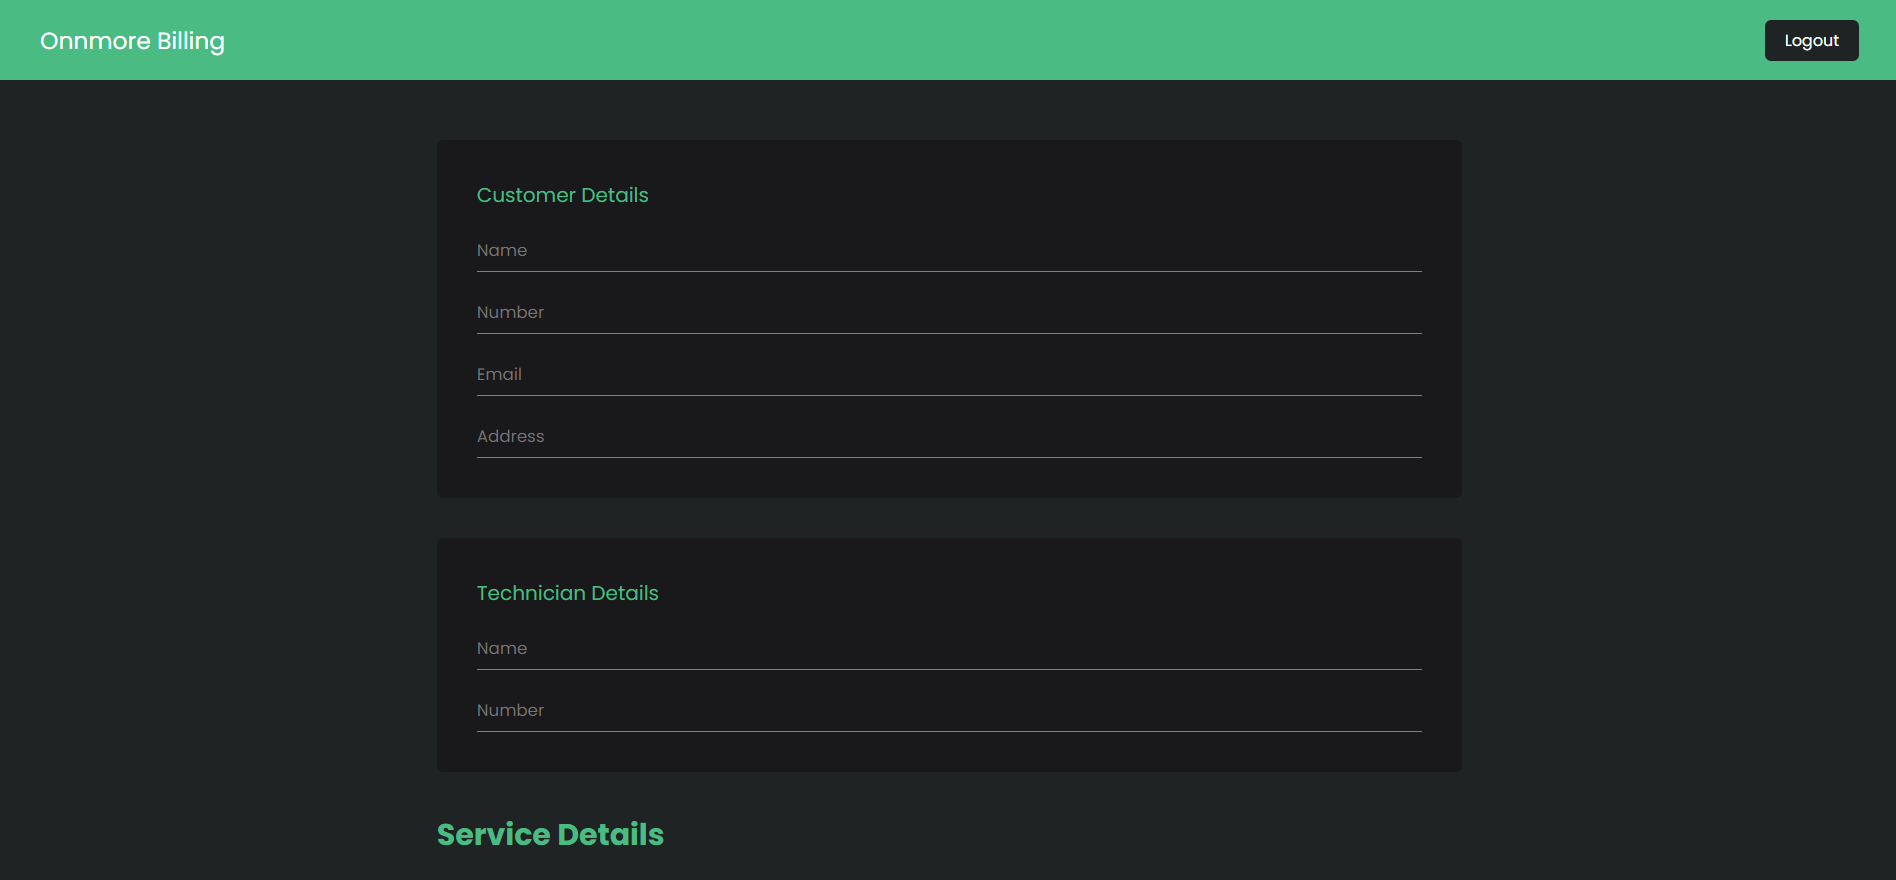 Onnmore Billing
Logout
Customer Details
Name
Number
Email
Address
Technician Details
Name
Number
Service Details